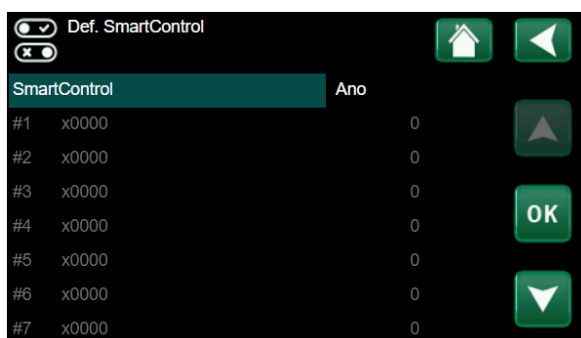 Def. SmartControl
SmartControl Ano
#1 x0000 0
#2 x0000 0
#3 x0000 0
OK
#4 x0000 0
#5 x0000 0
#6 x0000 0
#7 x0000 0